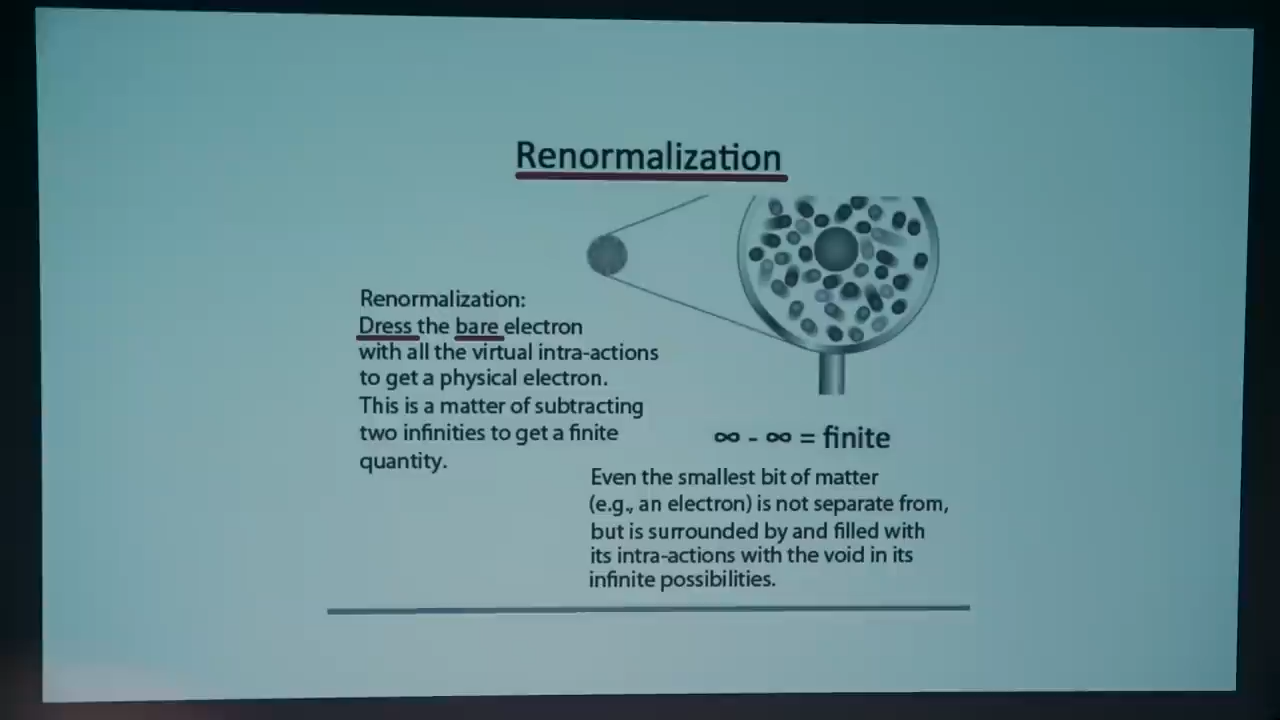 Renormalization
Renormalization:
Dress the bare electron
with all the virtual intra-actions
to get a physical electron.
This is a matter of subtracting
two infinities to get a finite
quantity.
∞ - ∞ = finite
Even the smallest bit of matter
(e.g., an electron) is not separate from,
but is surrounded by and filled with
its intra-actions with the void in its
infinite possibilities.